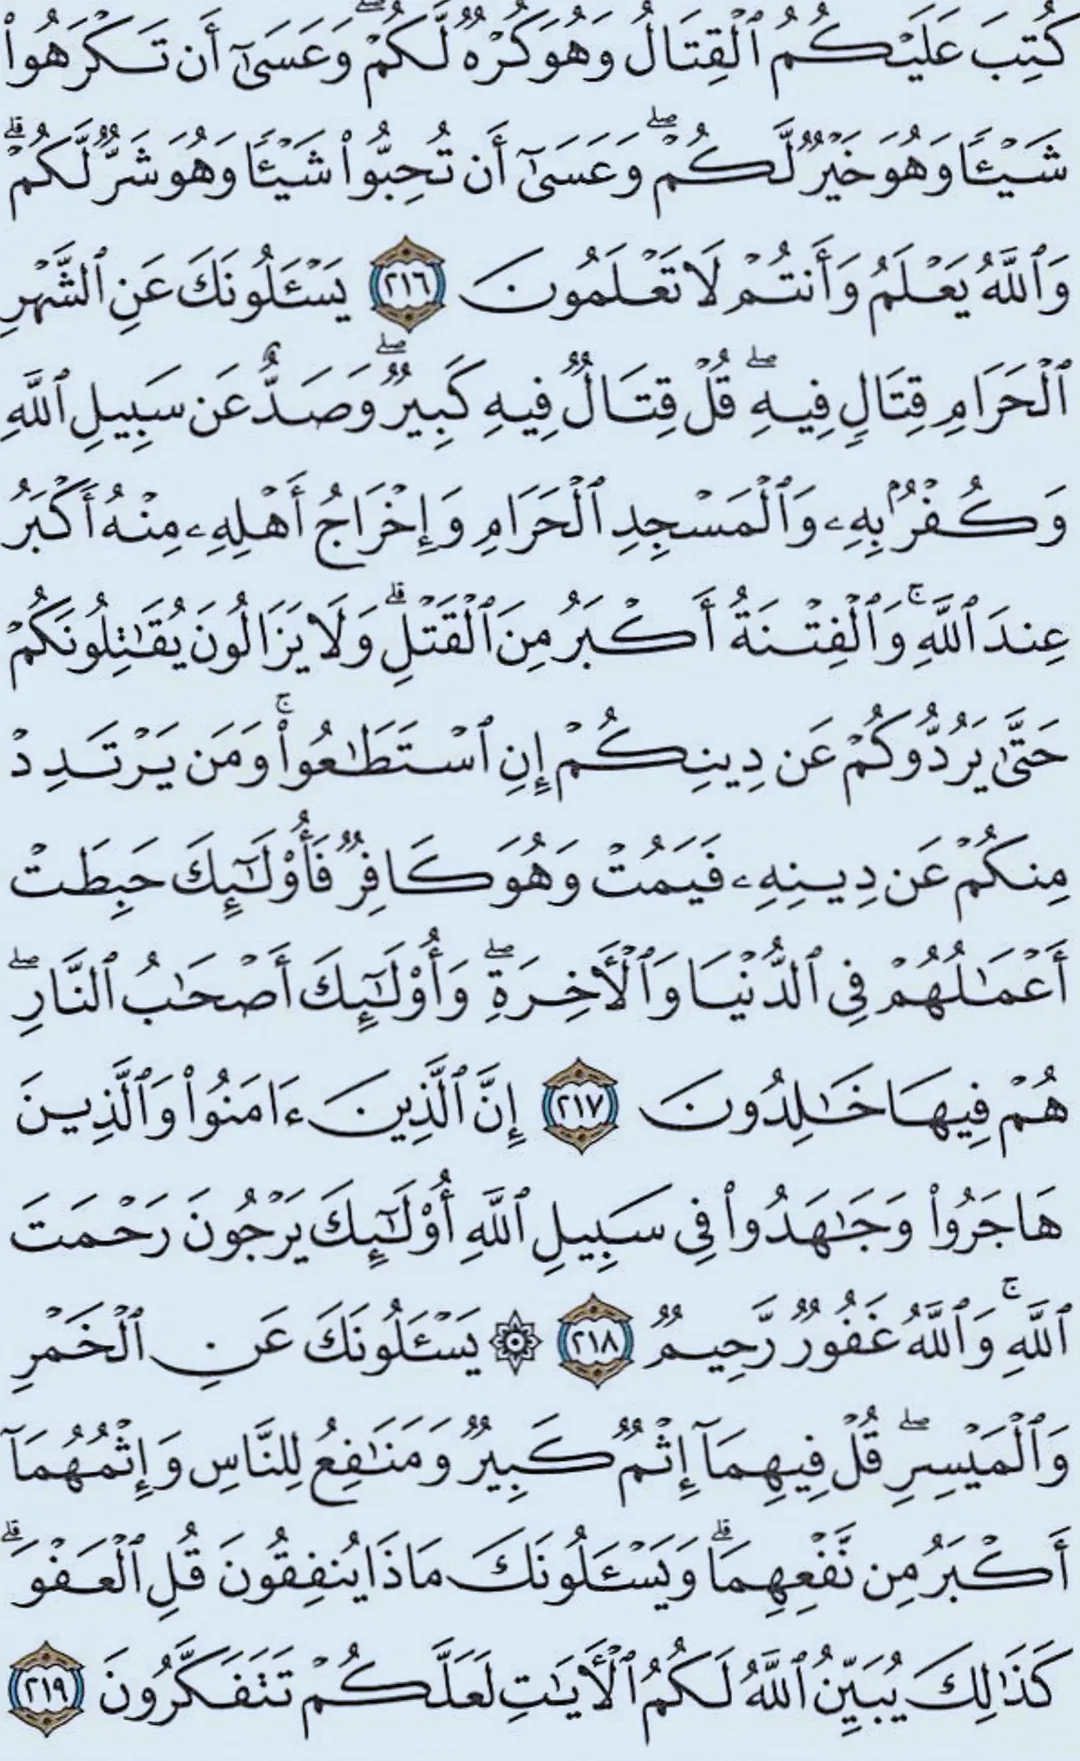 كُتِبَ عَلَيْكُمُ ٱلْقِتَالُ وَهُوَ كُرْهٌ لَّكُمْ ۖ وَعَسَىٰٓ أَن تَكْرَهُوا۟
شَيْـًٔا وَهُوَ خَيْرٌ لَّكُمْ ۖ وَعَسَىٰٓ أَن تُحِبُّوا۟ شَيْـًٔا وَهُوَ شَرٌّ لَّكُمْ ۗ
وَٱللَّهُ يَعْلَمُ وَأَنتُمْ لَا تَعْلَمُونَ ٢١٦ يَسْـَٔلُونَكَ عَنِ ٱلشَّهْرِ
ٱلْحَرَامِ قِتَالٍ فِيهِ ۖ قُلْ قِتَالٌ فِيهِ كَبِيرٌ ۖ وَصَدٌّ عَن سَبِيلِ ٱللَّهِ
وَكُفْرٌۢ بِهِۦ وَٱلْمَسْجِدِ ٱلْحَرَامِ وَإِخْرَاجُ أَهْلِهِۦ مِنْهُ أَكْبَرُ
عِندَ ٱللَّهِ ۚ وَٱلْفِتْنَةُ أَكْبَرُ مِنَ ٱلْقَتْلِ ۗ وَلَا يَزَالُونَ يُقَـٰتِلُونَكُمْ
حَتَّىٰ يَرُدُّوكُمْ عَن دِينِكُمْ إِنِ ٱسْتَطَـٰعُوا۟ ۚ وَمَن يَرْتَدِدْ
مِنكُمْ عَن دِينِهِۦ فَيَمُتْ وَهُوَ كَافِرٌ فَأُو۟لَـٰٓئِكَ حَبِطَتْ
أَعْمَـٰلُهُمْ فِى ٱلدُّنْيَا وَٱلْـَٔاخِرَةِ ۖ وَأُو۟لَـٰٓئِكَ أَصْحَـٰبُ ٱلنَّارِ ۖ
هُمْ فِيهَا خَـٰلِدُونَ ٢١٧ إِنَّ ٱلَّذِينَ ءَامَنُوا۟ وَٱلَّذِينَ
هَاجَرُوا۟ وَجَـٰهَدُوا۟ فِى سَبِيلِ ٱللَّهِ أُو۟لَـٰٓئِكَ يَرْجُونَ رَحْمَتَ
ٱللَّهِ ۚ وَٱللَّهُ غَفُورٌ رَّحِيمٌ ٢١٨ ۞ يَسْـَٔلُونَكَ عَنِ ٱلْخَمْرِ
وَٱلْمَيْسِرِ ۖ قُلْ فِيهِمَآ إِثْمٌ كَبِيرٌ وَمَنَـٰفِعُ لِلنَّاسِ وَإِثْمُهُمَآ
أَكْبَرُ مِن نَّفْعِهِمَا ۗ وَيَسْـَٔلُونَكَ مَاذَا يُنفِقُونَ قُلِ ٱلْعَفْوَ ۗ
كَذَٰلِكَ يُبَيِّنُ ٱللَّهُ لَكُمُ ٱلْـَٔايَـٰتِ لَعَلَّكُمْ تَتَفَكَّرُونَ ٢١٩